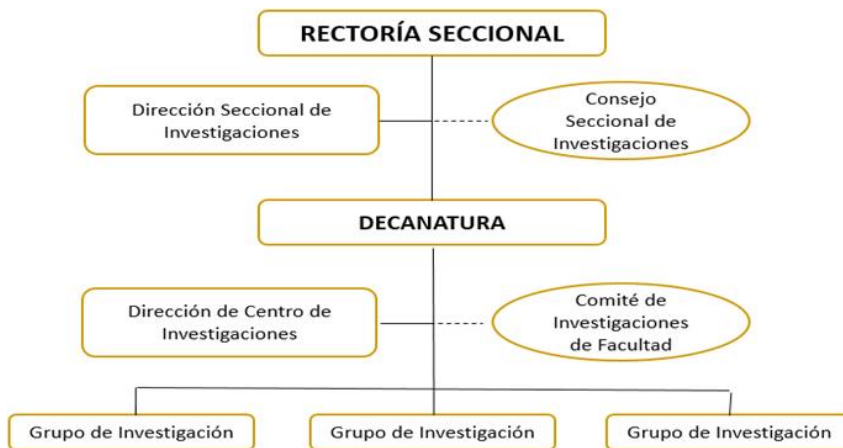 RECTORÍA SECCIONAL
Dirección Seccional de
Investigaciones
Consejo
Seccional de
Investigaciones
DECANATURA
Dirección de Centro de
Investigaciones
Comité de
Investigaciones
de Facultad
Grupo de Investigación
Grupo de Investigación
Grupo de Investigación